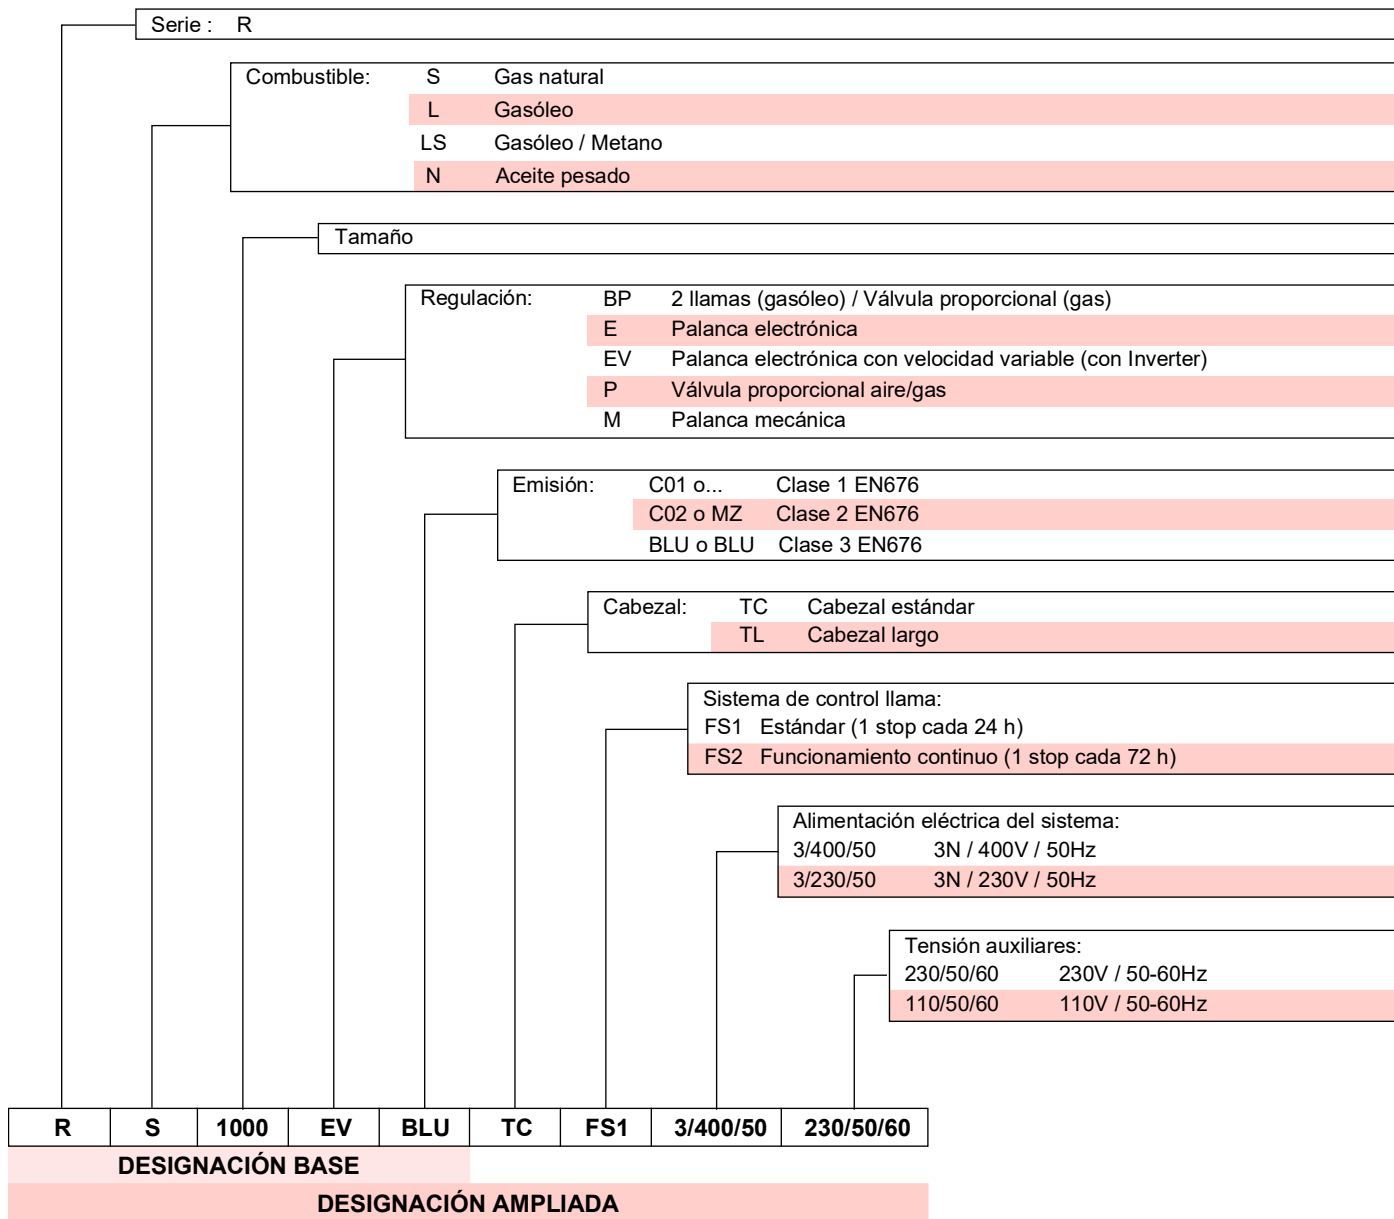 Serie : R
Combustible: S Gas natural
L Gasóleo
LS Gasóleo / Metano
N Aceite pesado
Tamaño
Regulación: BP 2 llamas (gasóleo) / Válvula proporcional (gas)
E Palanca electrónica
EV Palanca electrónica con velocidad variable (con Inverter)
P Válvula proporcional aire/gas
M Palanca mecánica
Emisión: C01 o... Clase 1 EN676
C02 o MZ Clase 2 EN676
BLU o BLU Clase 3 EN676
Cabezal: TC Cabezal estándar
TL Cabezal largo
Sistema de control llama:
FS1 Estándar (1 stop cada 24 h)
FS2 Funcionamiento continuo (1 stop cada 72 h)
Alimentación eléctrica del sistema:
3/400/50 3N / 400V / 50Hz
3/230/50 3N / 230V / 50Hz
Tensión auxiliares:
230/50/60 230V / 50-60Hz
110/50/60 110V / 50-60Hz
R S 1000 EV BLU TC FS1 3/400/50 230/50/60
DESIGNACIÓN BASE
DESIGNACIÓN AMPLIADA